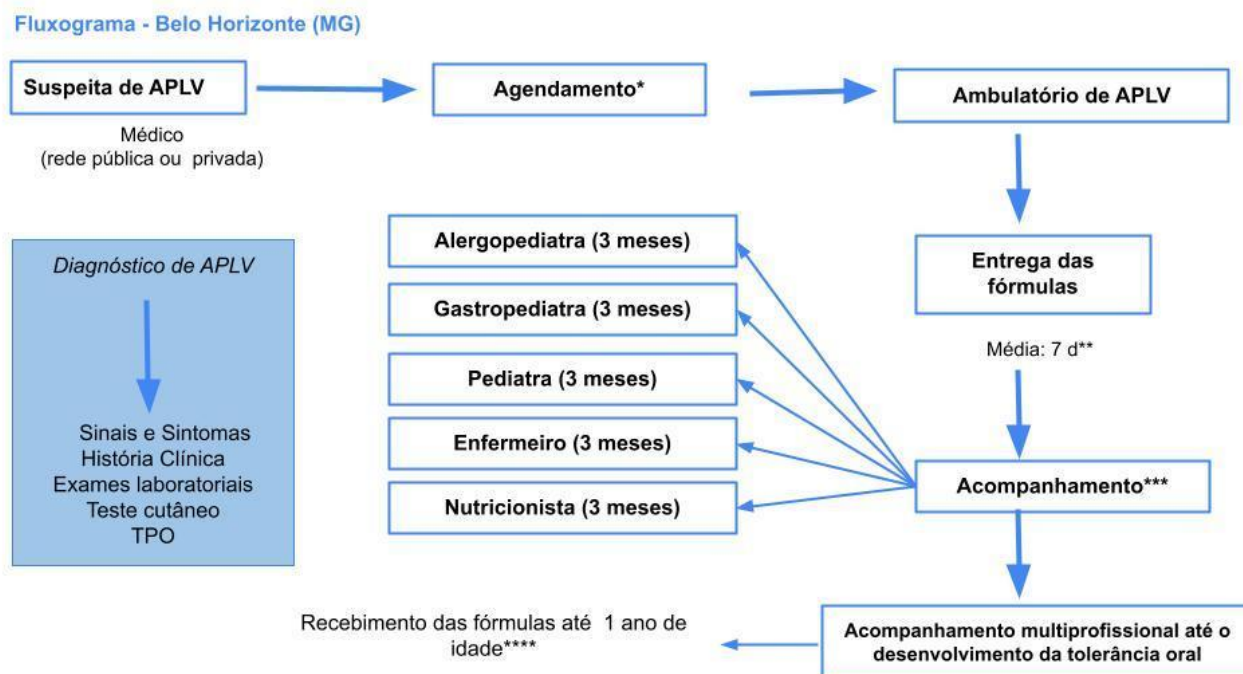 Fluxograma - Belo Horizonte (MG)
Suspeita de APLV
Agendamento*
Ambulatório de APLV
Médico
(rede pública ou privada)
Alergopediatra (3 meses)
Gastropediatra (3 meses)
Pediatra (3 meses)
Enfermeiro (3 meses)
Nutricionista (3 meses)
Entrega das
fórmulas
Média: 7 d**
Acompanhamento***
Diagnóstico de APLV
Sinais e Sintomas
História Clínica
Exames laboratoriais
Teste cutâneo
TPO
Recebimento das fórmulas até 1 ano de
idade****
Acompanhamento multiprofissional até o
desenvolvimento da tolerância oral